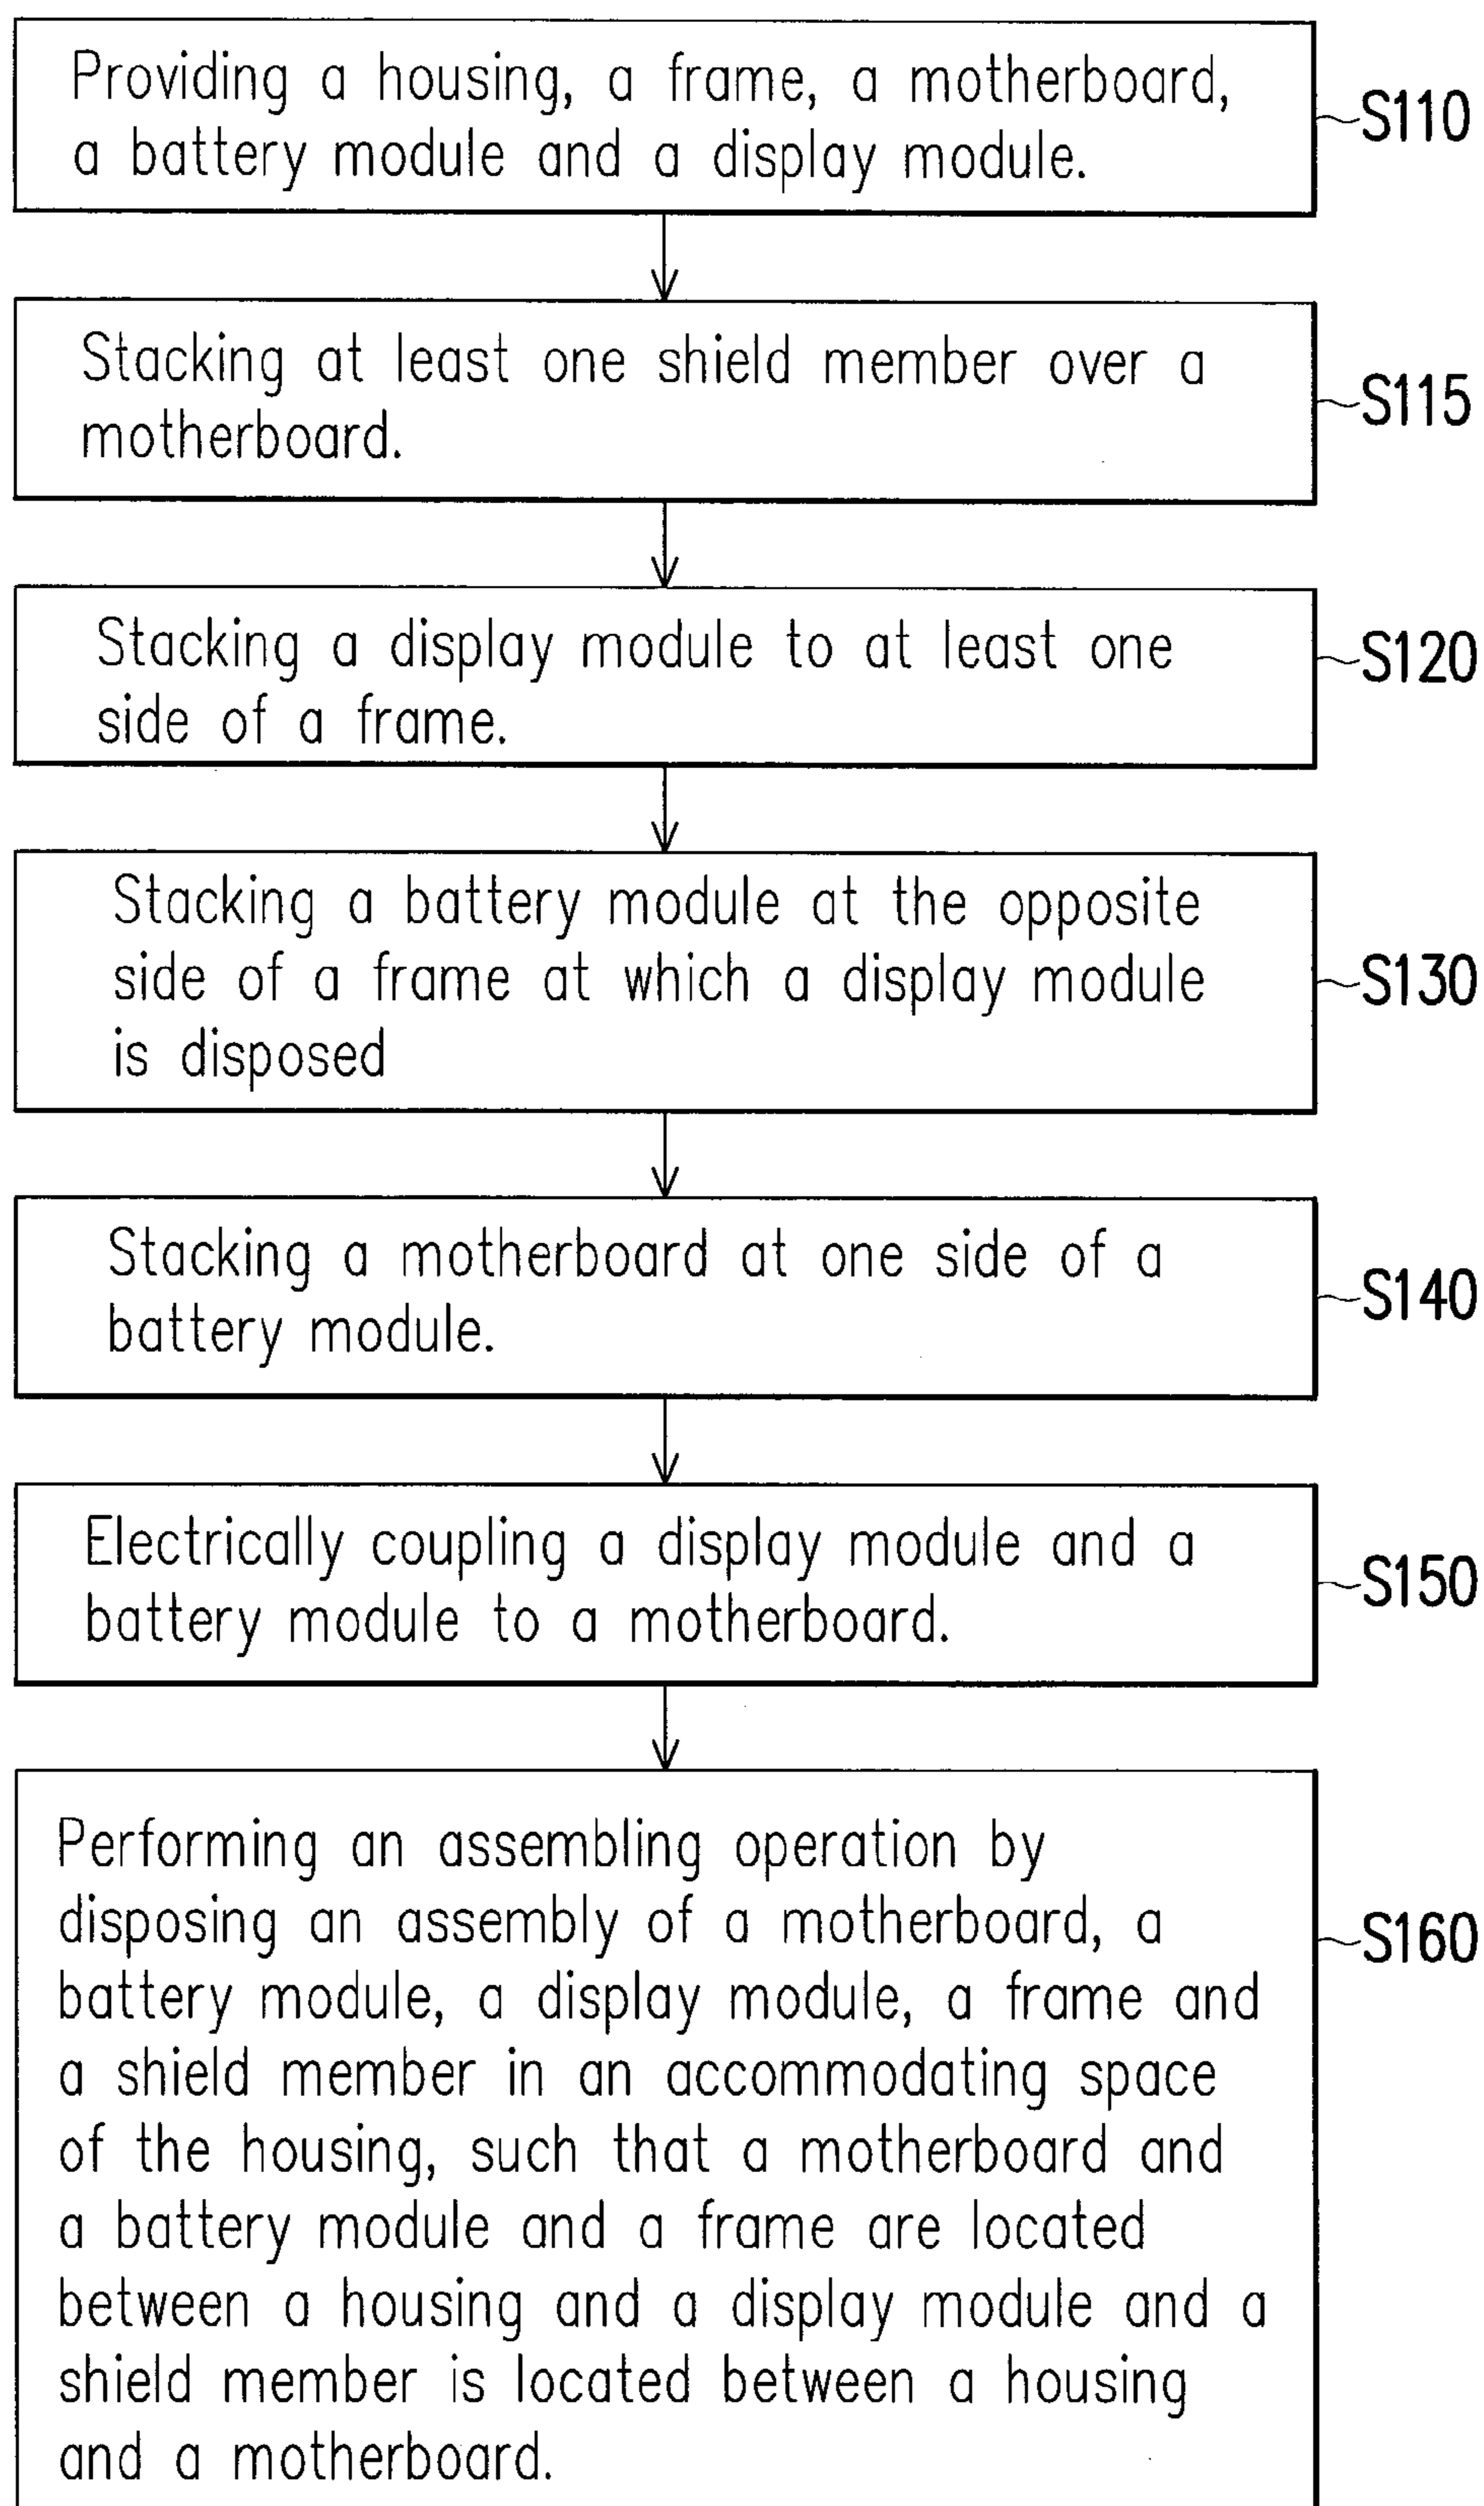 Providing a housing, a frame, a motherboard,
a battery module and a display module.
S110
Stacking at least one shield member over a
motherboard.
S115
Stacking a display module to at least one
side of a frame.
S120
Stacking a battery module at the opposite
side of a frame at which a display module
is disposed
S130
Stacking a motherboard at one side of a
battery module.
S140
Electrically coupling a display module and a
battery module to a motherboard.
S150
Performing an assembling operation by
disposing an assembly of a motherboard, a
battery module, a display module, a frame and
a shield member in an accommodating space
of the housing, such that a motherboard and
a battery module and a frame are located
between a housing and a display module and a
shield member is located between a housing
and a motherboard.
S160